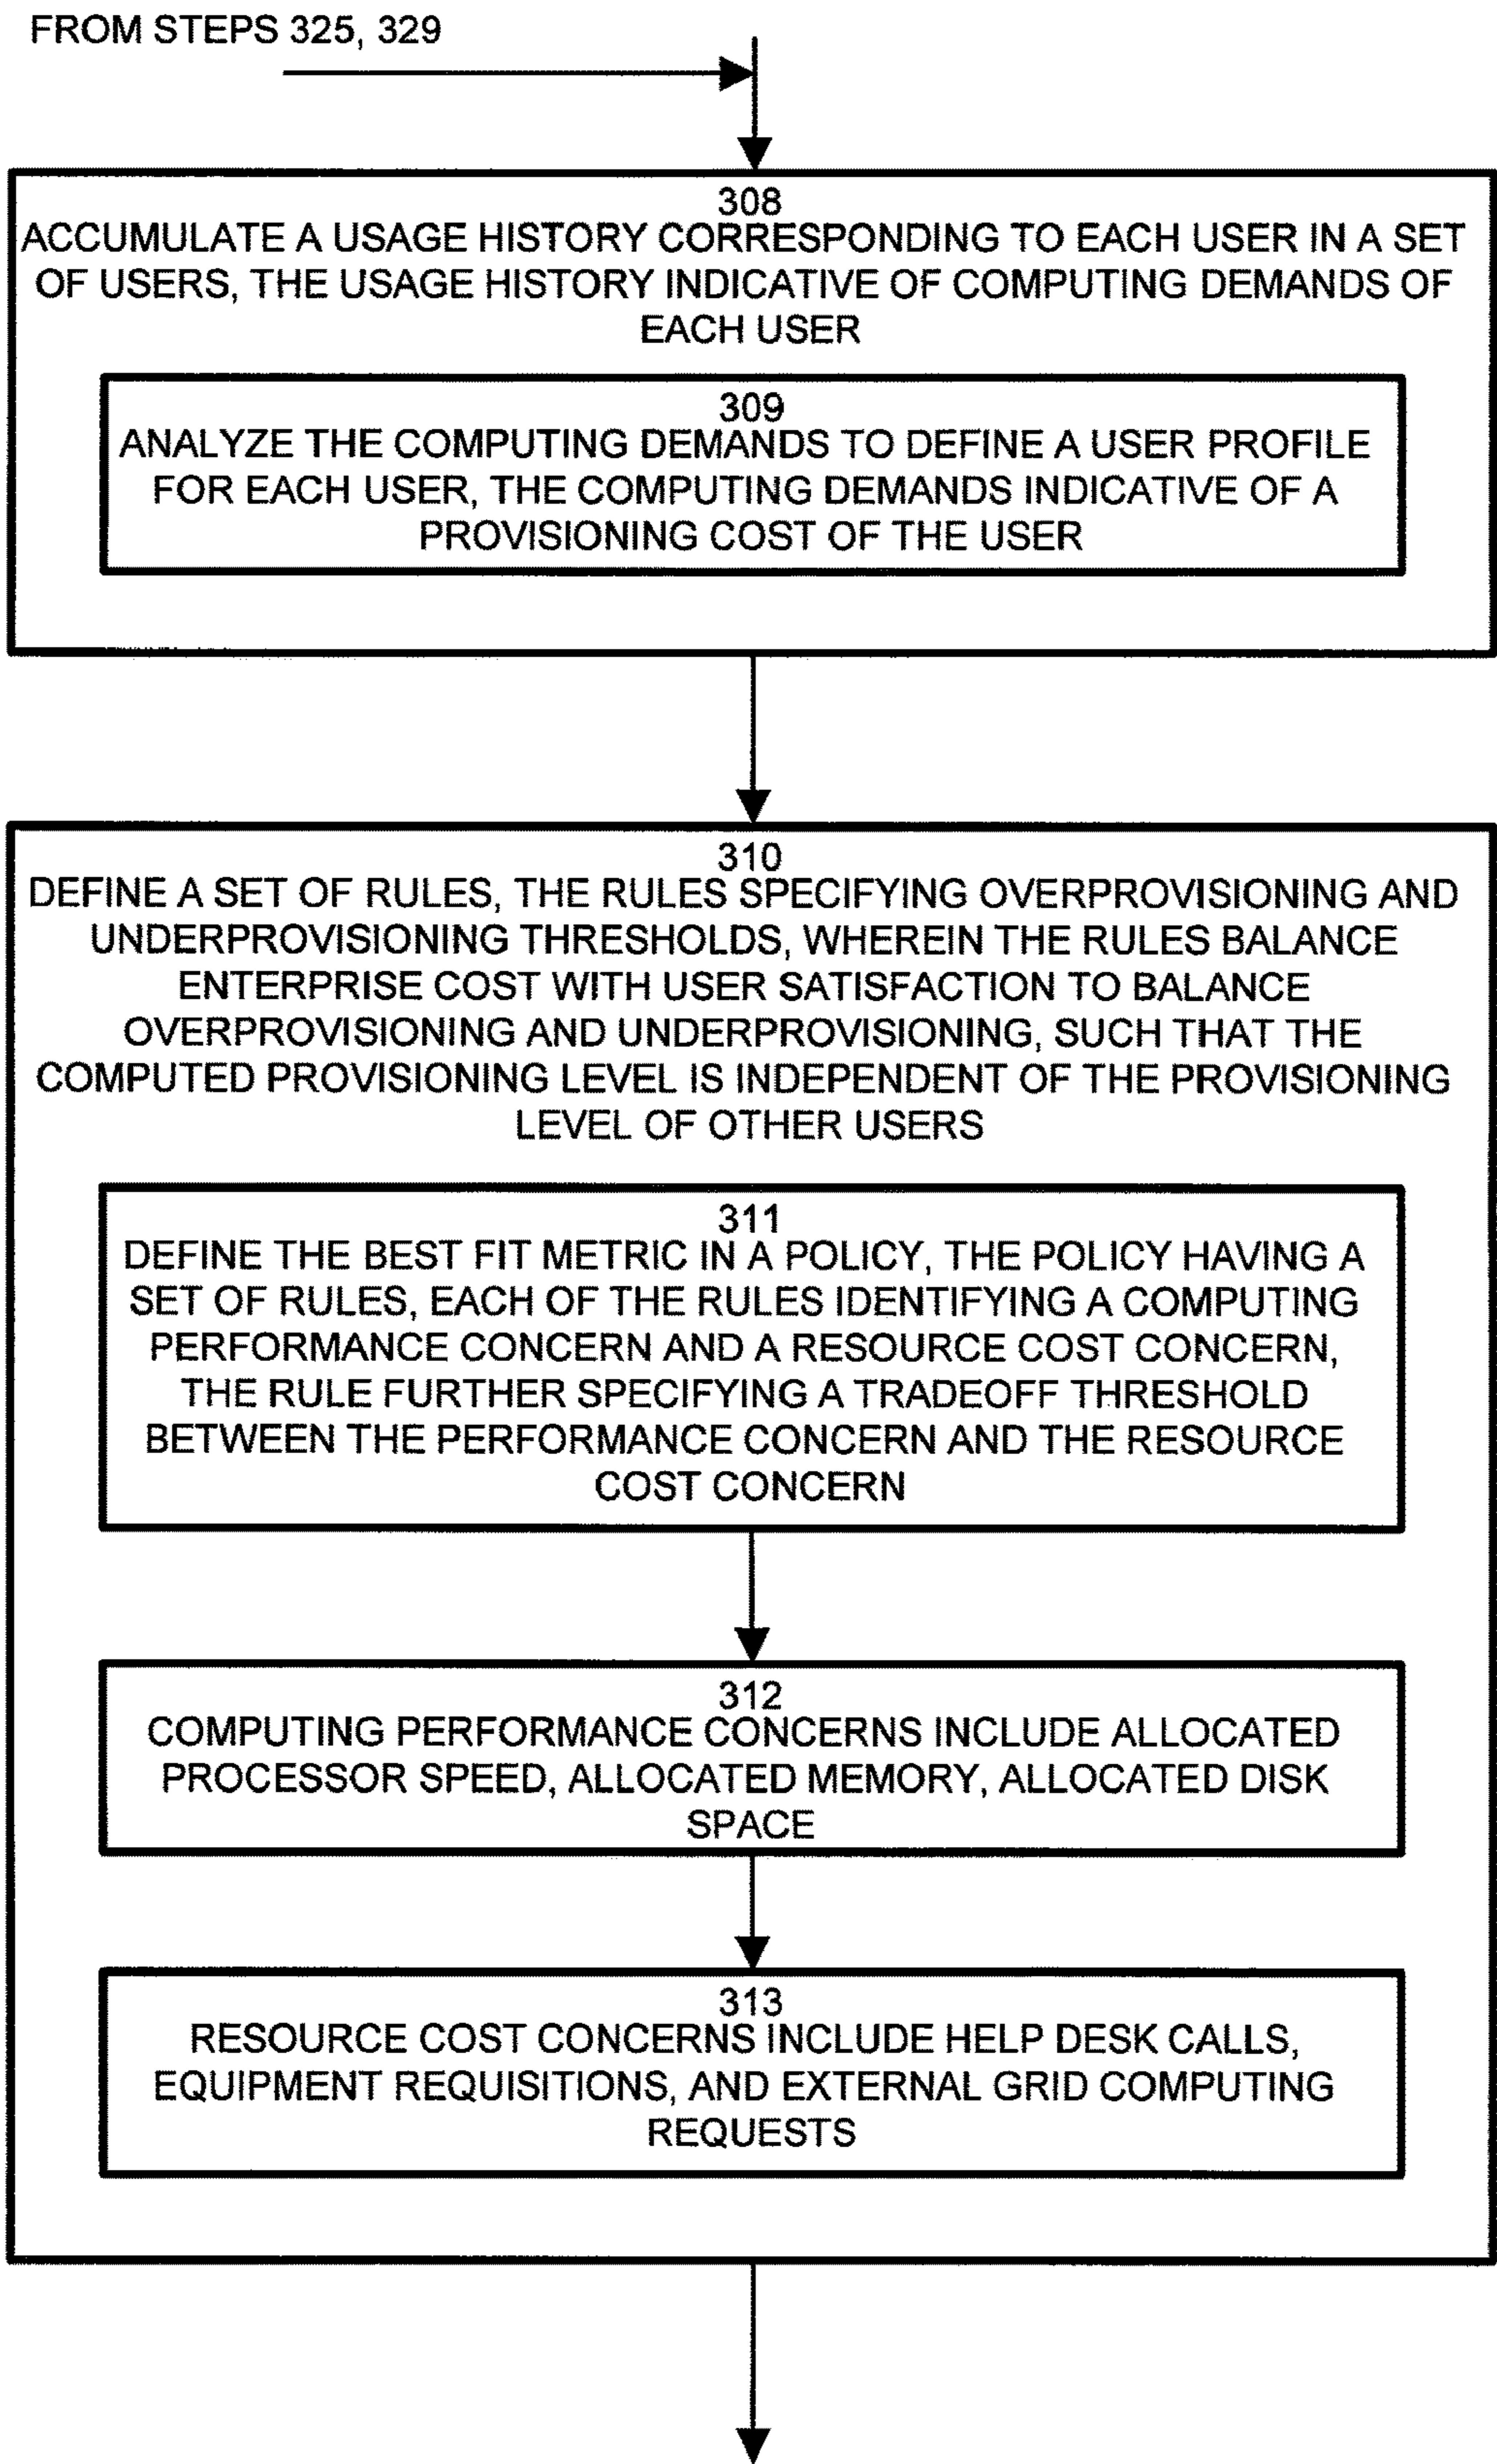 FROM STEPS 325, 329
308
ACCUMULATE A USAGE HISTORY CORRESPONDING TO EACH USER IN A SET
OF USERS, THE USAGE HISTORY INDICATIVE OF COMPUTING DEMANDS OF
EACH USER
309
ANALYZE THE COMPUTING DEMANDS TO DEFINE A USER PROFILE
FOR EACH USER, THE COMPUTING DEMANDS INDICATIVE OF A
PROVISIONING COST OF THE USER
310
DEFINE A SET OF RULES, THE RULES SPECIFYING OVERPROVISIONING AND
UNDERPROVISIONING THRESHOLDS, WHEREIN THE RULES BALANCE
ENTERPRISE COST WITH USER SATISFACTION TO BALANCE
OVERPROVISIONING AND UNDERPROVISIONING, SUCH THAT THE
COMPUTED PROVISIONING LEVEL IS INDEPENDENT OF THE PROVISIONING
LEVEL OF OTHER USERS
311
DEFINE THE BEST FIT METRIC IN A POLICY, THE POLICY HAVING A
SET OF RULES, EACH OF THE RULES IDENTIFYING A COMPUTING
PERFORMANCE CONCERN AND A RESOURCE COST CONCERN,
THE RULE FURTHER SPECIFYING A TRADEOFF THRESHOLD
BETWEEN THE PERFORMANCE CONCERN AND THE RESOURCE
COST CONCERN
312
COMPUTING PERFORMANCE CONCERNS INCLUDE ALLOCATED
PROCESSOR SPEED, ALLOCATED MEMORY, ALLOCATED DISK
SPACE
313
RESOURCE COST CONCERNS INCLUDE HELP DESK CALLS,
EQUIPMENT REQUISITIONS, AND EXTERNAL GRID COMPUTING
REQUESTS